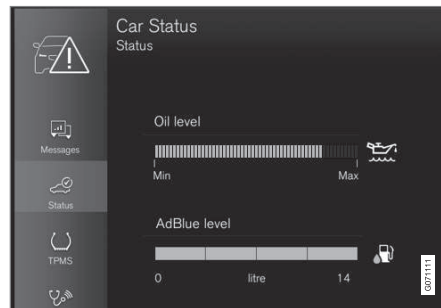 Car Status
Status
Messages
Status
TPMS
Oil level
Min Max
AdBlue level
0 litre 14
G071111